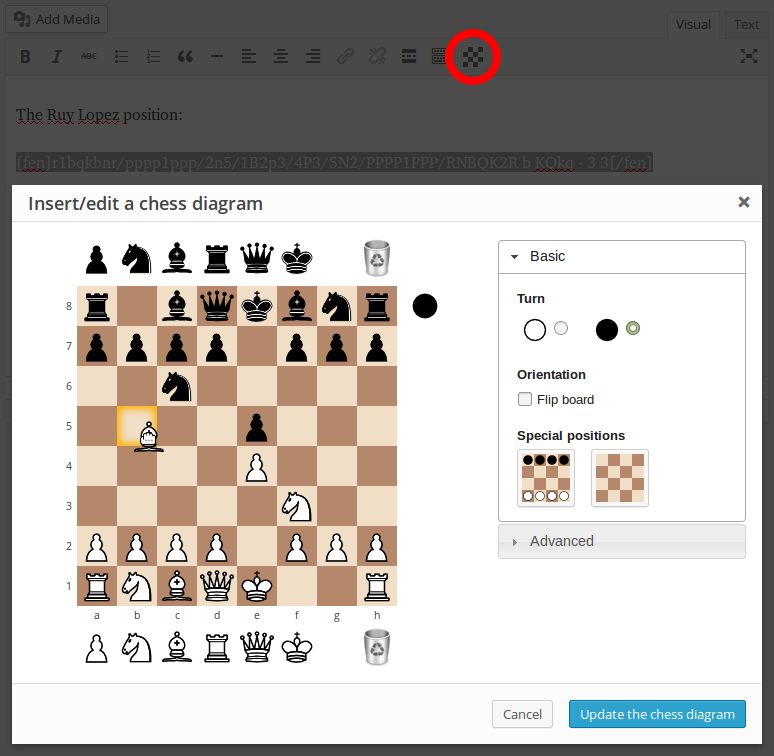 Add Media
Visual Text
B I ABC
The Ruy Lopez position:
[fen]r1bqkbnr/pppp1ppp/2n5/1B2p3/4P3/5N2/PPPP1PPP/RNBQK2R b KQkq - 3 3[/fen]
Insert/edit a chess diagram
Basic
8
Turn
7
6
Orientation
Flip board
5
Special positions
4
3
2
Advanced
1
a b c d e f g h
Cancel Update the chess diagram